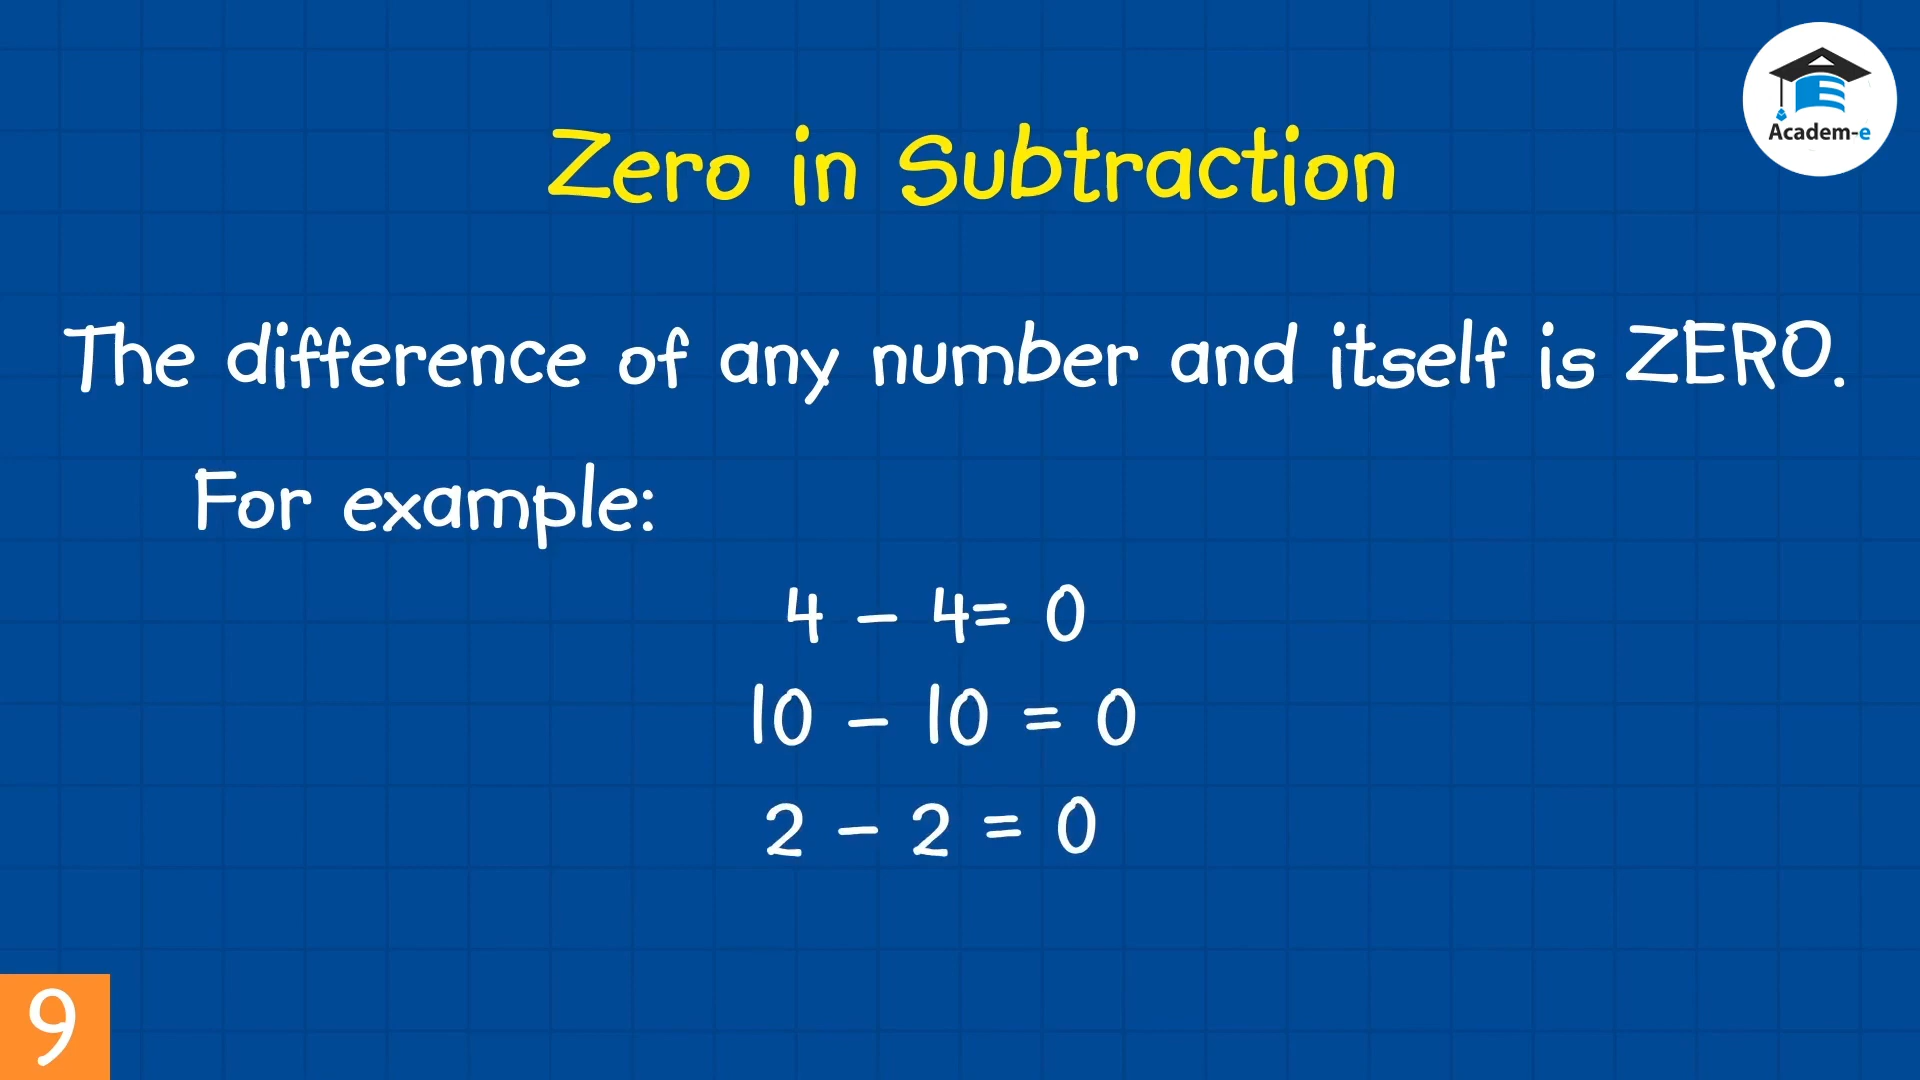 Academ-e
Zero in Subtraction
The difference of any number and itself is ZERO.
For example:
4 – 4= 0
10 – 10 = 0
2 – 2 = 0
9